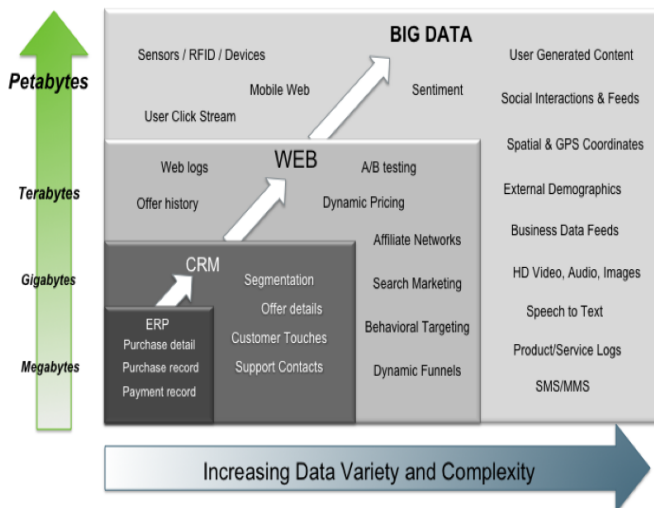 BIG DATA
Sensors / RFID / Devices
User Generated Content
Petabytes
Mobile Web
Sentiment
Social Interactions & Feeds
User Click Stream
Spatial & GPS Coordinates
WEB
Web logs
A/B testing
Terabytes
External Demographics
Offer history
Dynamic Pricing
Business Data Feeds
Affiliate Networks
CRM
Gigabytes
Segmentation
Search Marketing
HD Video, Audio, Images
Offer details
Speech to Text
ERP
Customer Touches
Behavioral Targeting
Purchase detail
Product/Service Logs
Megabytes
Purchase record
Support Contacts
Dynamic Funnels
Payment record
SMS/MMS
Increasing Data Variety and Complexity